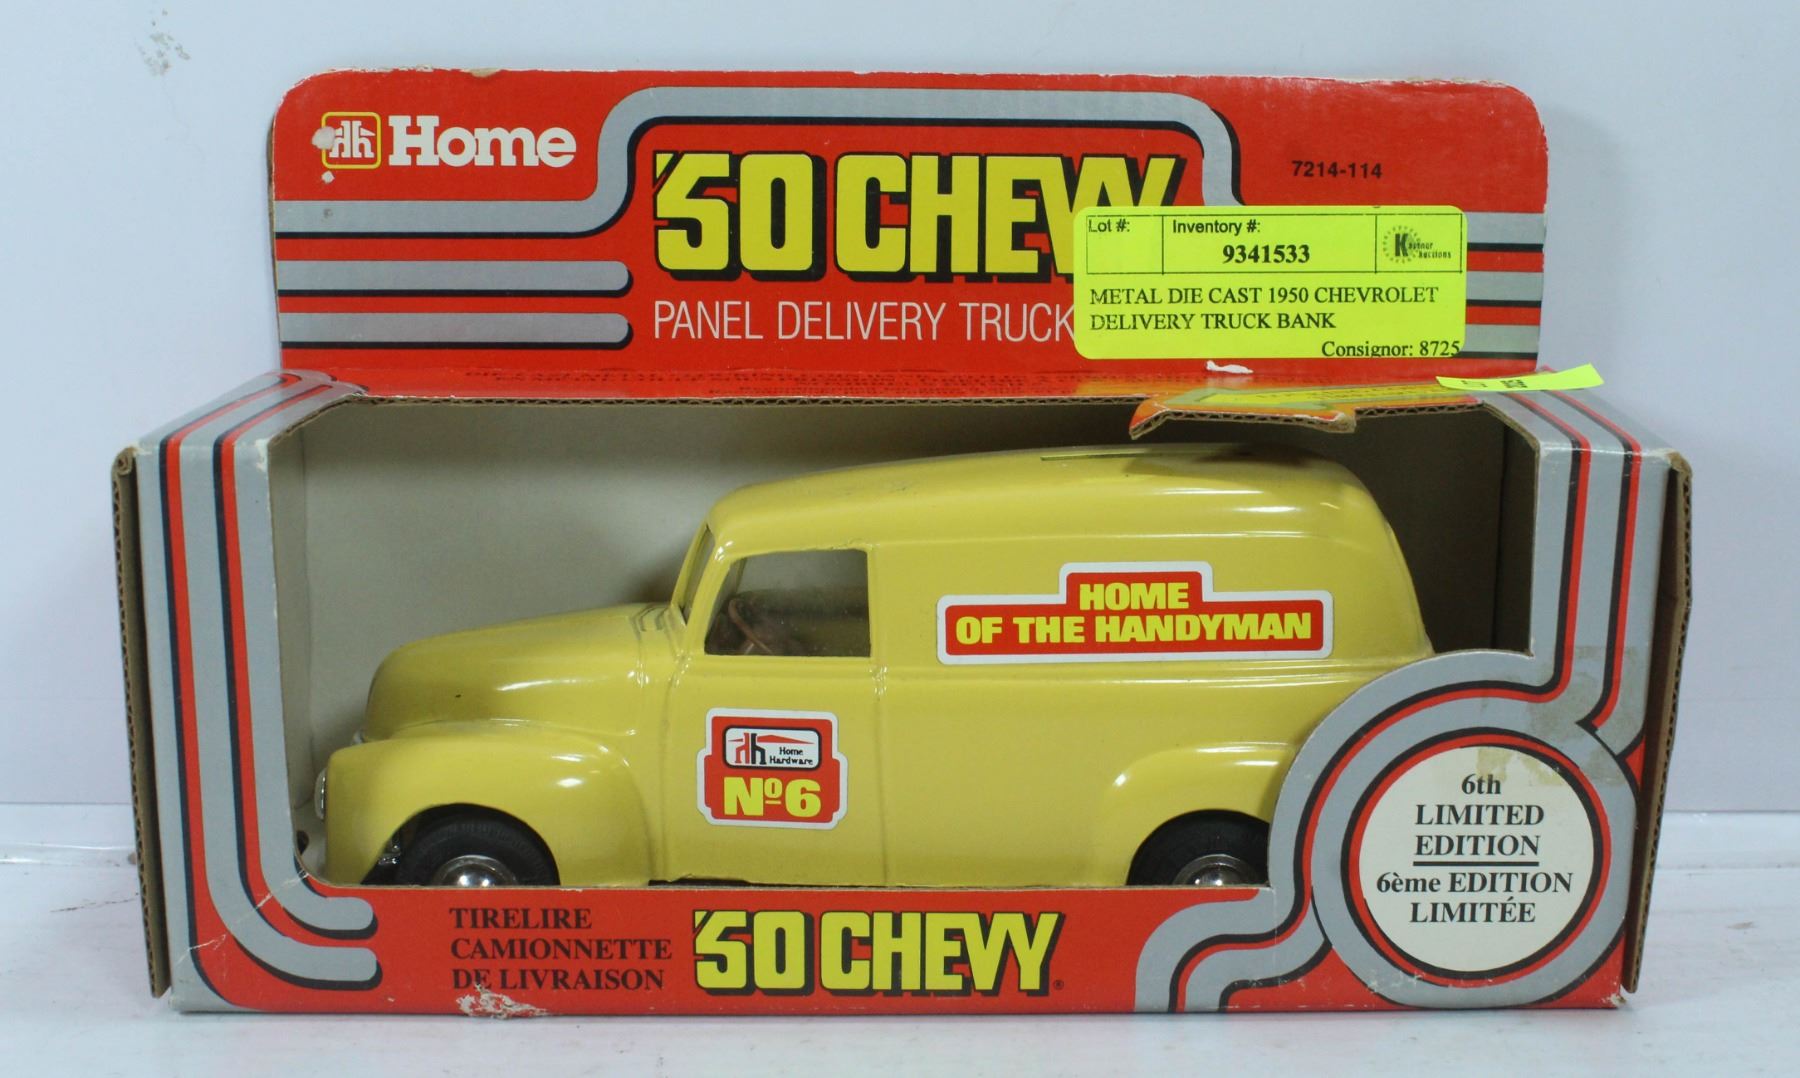 hh Home
'50 CHEVY
PANEL DELIVERY TRUCK
7214-114
Lot #:
Inventory #:
9341533
METAL DIE CAST 1950 CHEVROLET
DELIVERY TRUCK BANK
Consignor: 8725
HOME
OF THE HANDYMAN
hh Home
Hardware
Nº6
6th
LIMITED
EDITION
6ème EDITION
LIMITÉE
TIRELIRE
CAMIONNETTE
DE LIVRAISON
'50 CHEVY®